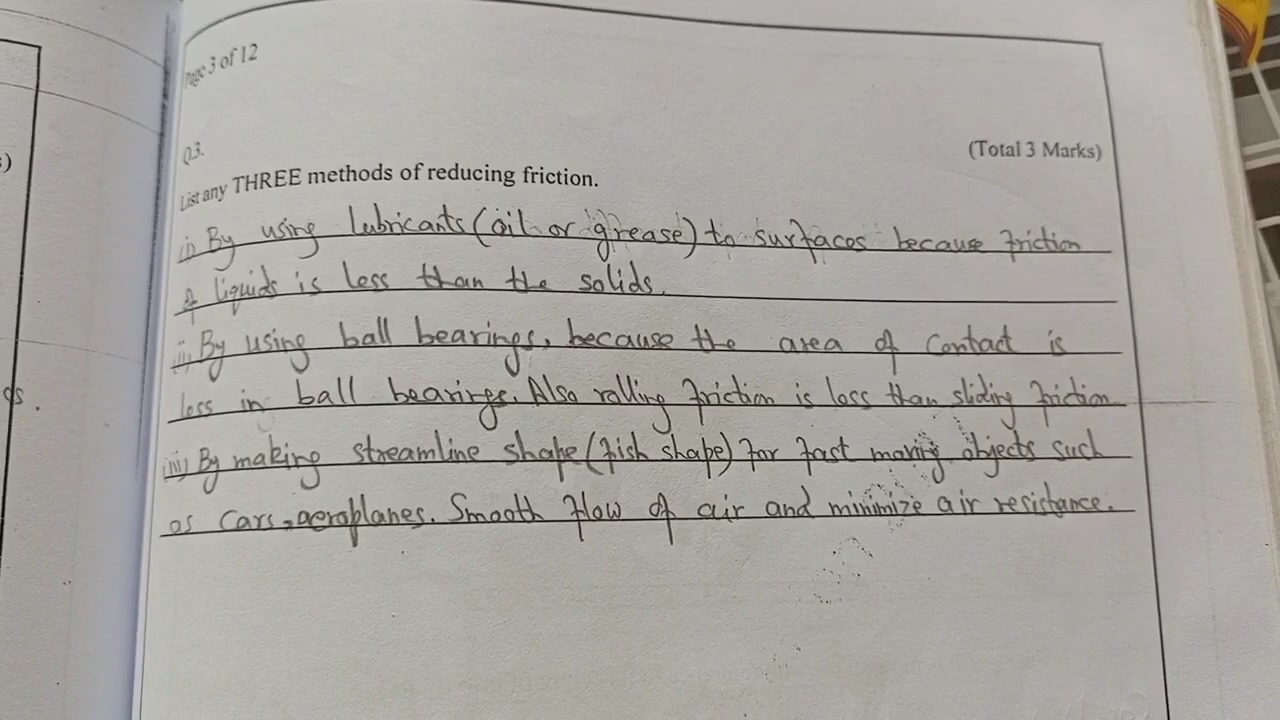 Page 3 of 12
Q.3.
(Total 3 Marks)
List any THREE methods of reducing friction.
i) By using lubricants (oil or grease) to surfaces because friction
of liquids is less than the solids.
ii) By using ball bearings, because the area of contact is
less in ball bearings. Also rolling friction is less than sliding friction
iii) By making streamline shape (fish shape) for fast moving objects such
as cars, aeroplanes. Smooth flow of air and minimize air resistance.